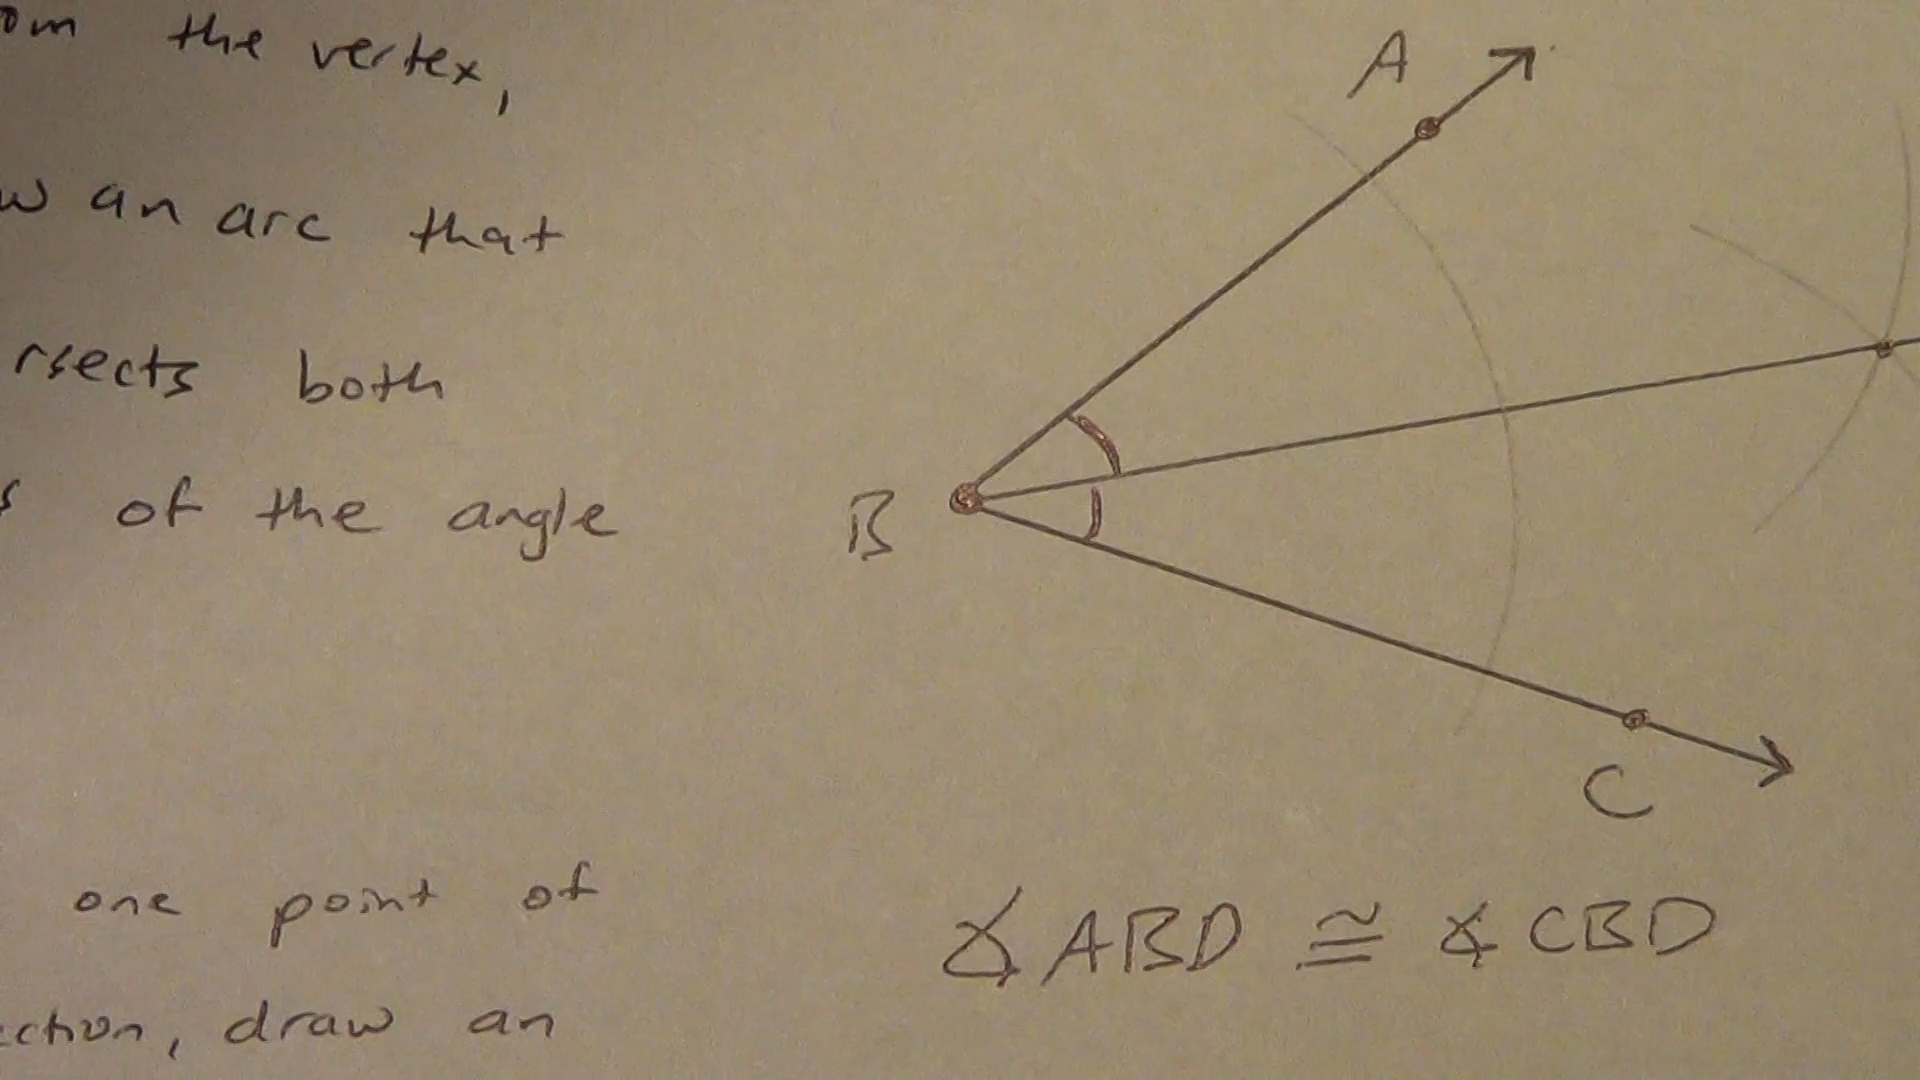 the vertex,
an arc that
both
of the angle
one point of
draw an
A
B
C
∡ABD ≅ ∡CBD